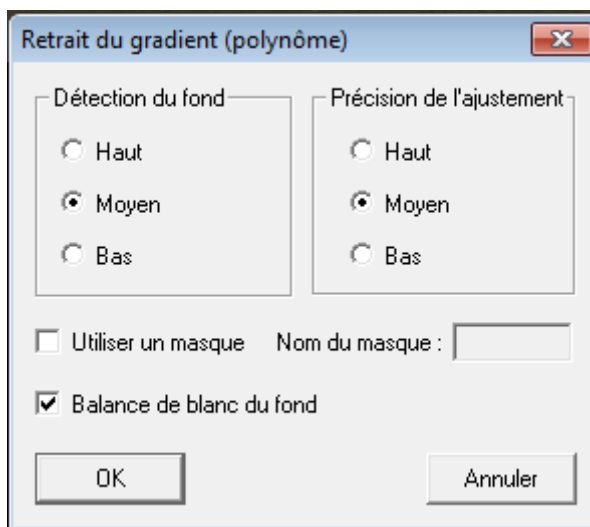 Retrait du gradient (polynôme)
Détection du fond
Haut
Moyen
Bas
Précision de l'ajustement
Haut
Moyen
Bas
Utiliser un masque Nom du masque :
Balance de blanc du fond
OK Annuler